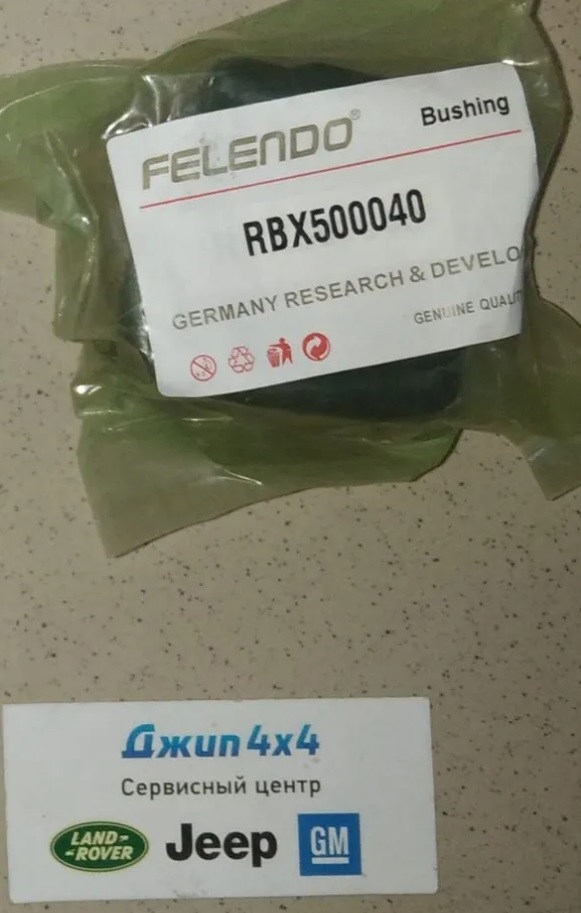 FELENDO®
Bushing
RBX500040
GERMANY RESEARCH & DEVELO
GENUINE QUALIT
Джип 4x4
Сервисный центр
LAND-
-ROVER
Jeep
GM